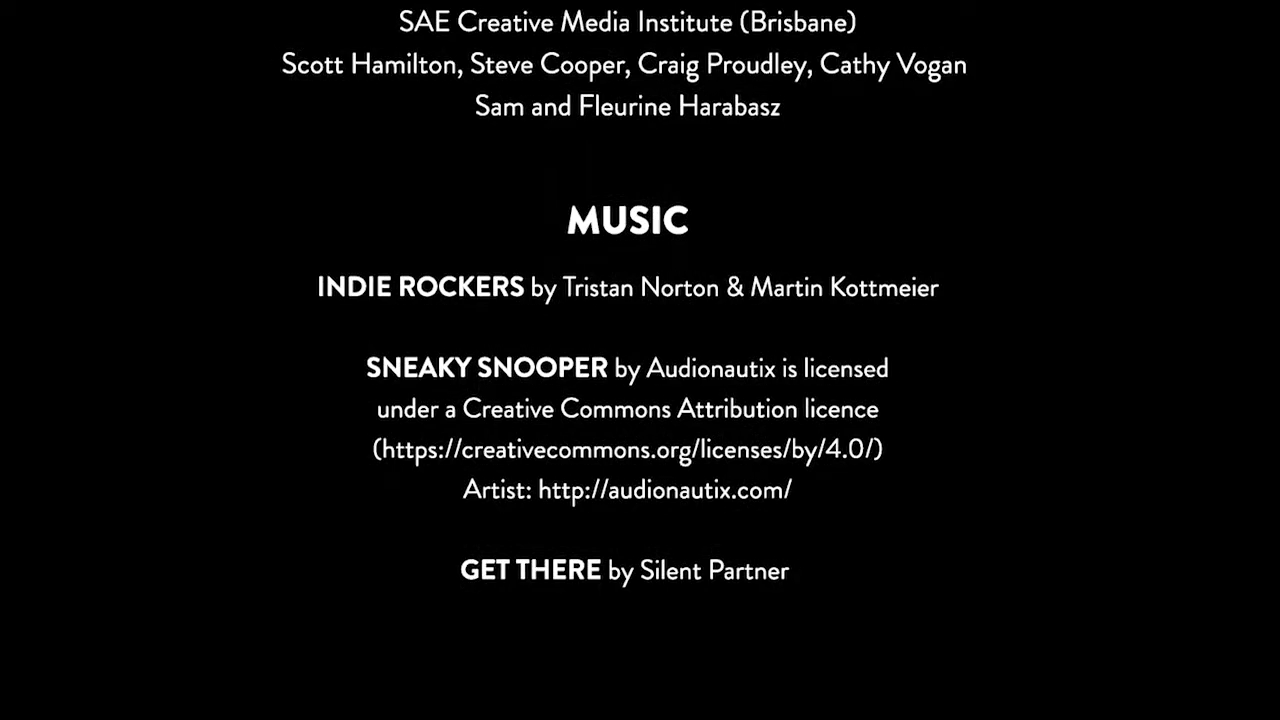 SAE Creative Media Institute (Brisbane)
Scott Hamilton, Steve Cooper, Craig Proudley, Cathy Vogan
Sam and Fleurine Harabasz
MUSIC
INDIE ROCKERS by Tristan Norton & Martin Kottmeier
SNEAKY SNOOPER by Audionautix is licensed
under a Creative Commons Attribution licence
(https://creativecommons.org/licenses/by/4.0/)
Artist: http://audionautix.com/
GET THERE by Silent Partner